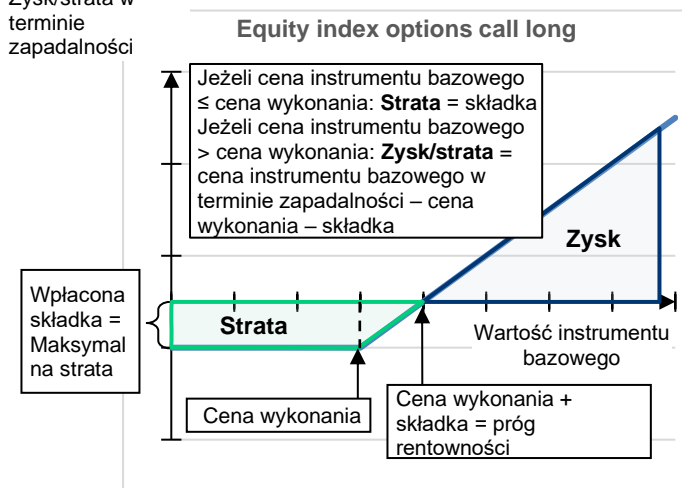 Zysk/strata w
terminie
zapadalności
Equity index options call long
Jeżeli cena instrumentu bazowego
≤ cena wykonania: Strata = składka
Jeżeli cena instrumentu bazowego
> cena wykonania: Zysk/strata =
cena instrumentu bazowego w
terminie zapadalności – cena
wykonania – składka
Zysk
Wpłacona
składka =
Maksymal
na strata
Strata
Wartość instrumentu
bazowego
Cena wykonania
Cena wykonania +
składka = próg
rentowności